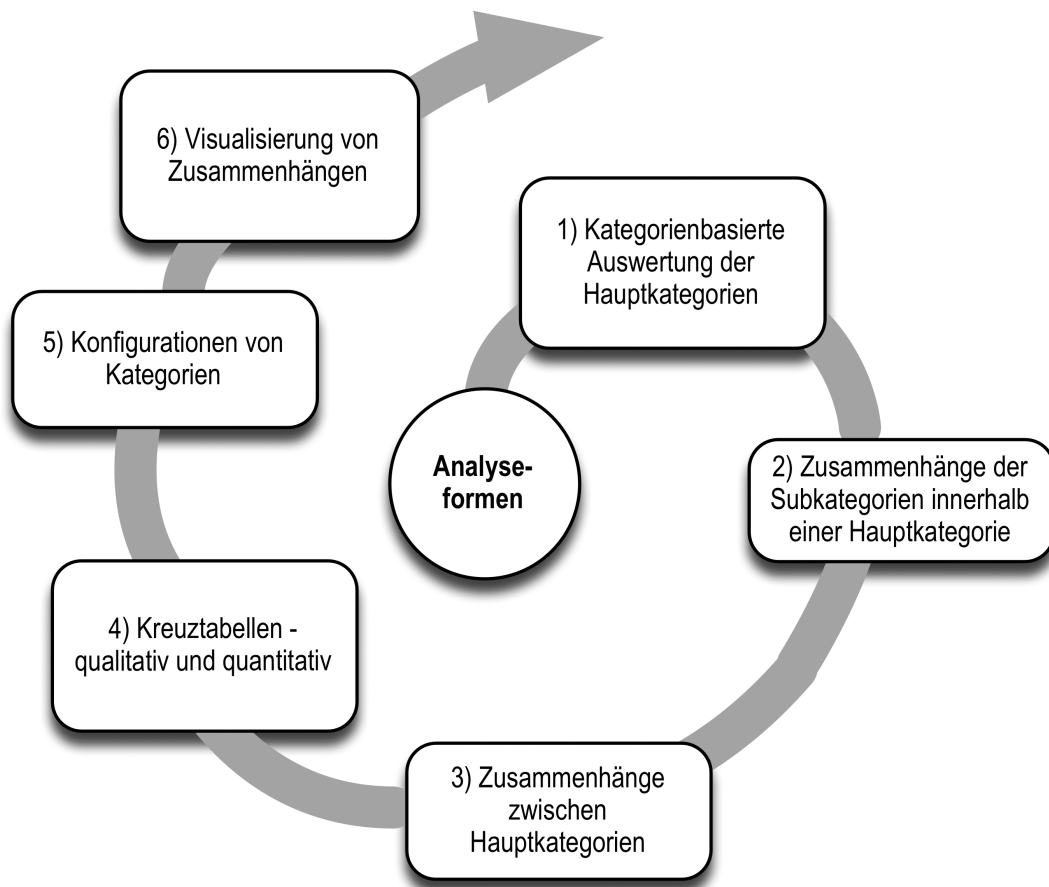 6) Visualisierung von
Zusammenhängen
1) Kategorienbasierte
Auswertung der
Hauptkategorien
5) Konfigurationen von
Kategorien
Analyse-
formen
2) Zusammenhänge der
Subkategorien innerhalb
einer Hauptkategorie
4) Kreuztabellen -
qualitativ und quantitativ
3) Zusammenhänge
zwischen
Hauptkategorien